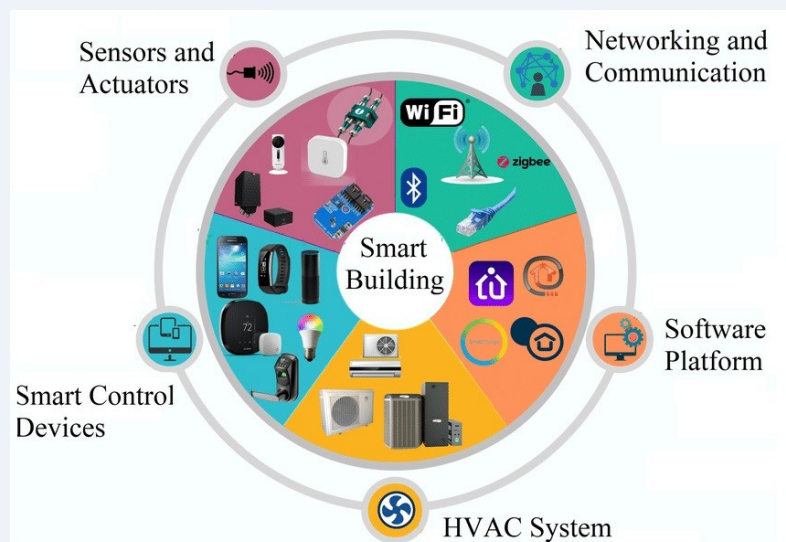 Sensors and
Actuators
Networking and
Communication
WiFi
zigbee
Smart
Building
72
Software
Platform
Smart Control
Devices
HVAC System